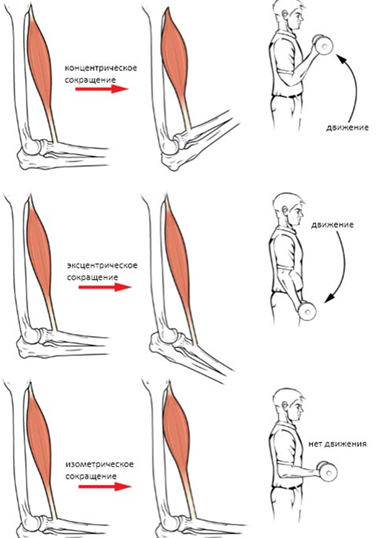 концентрическое
сокращение
движение
эксцентрическое
сокращение
движение
изометрическое
сокращение
нет движения